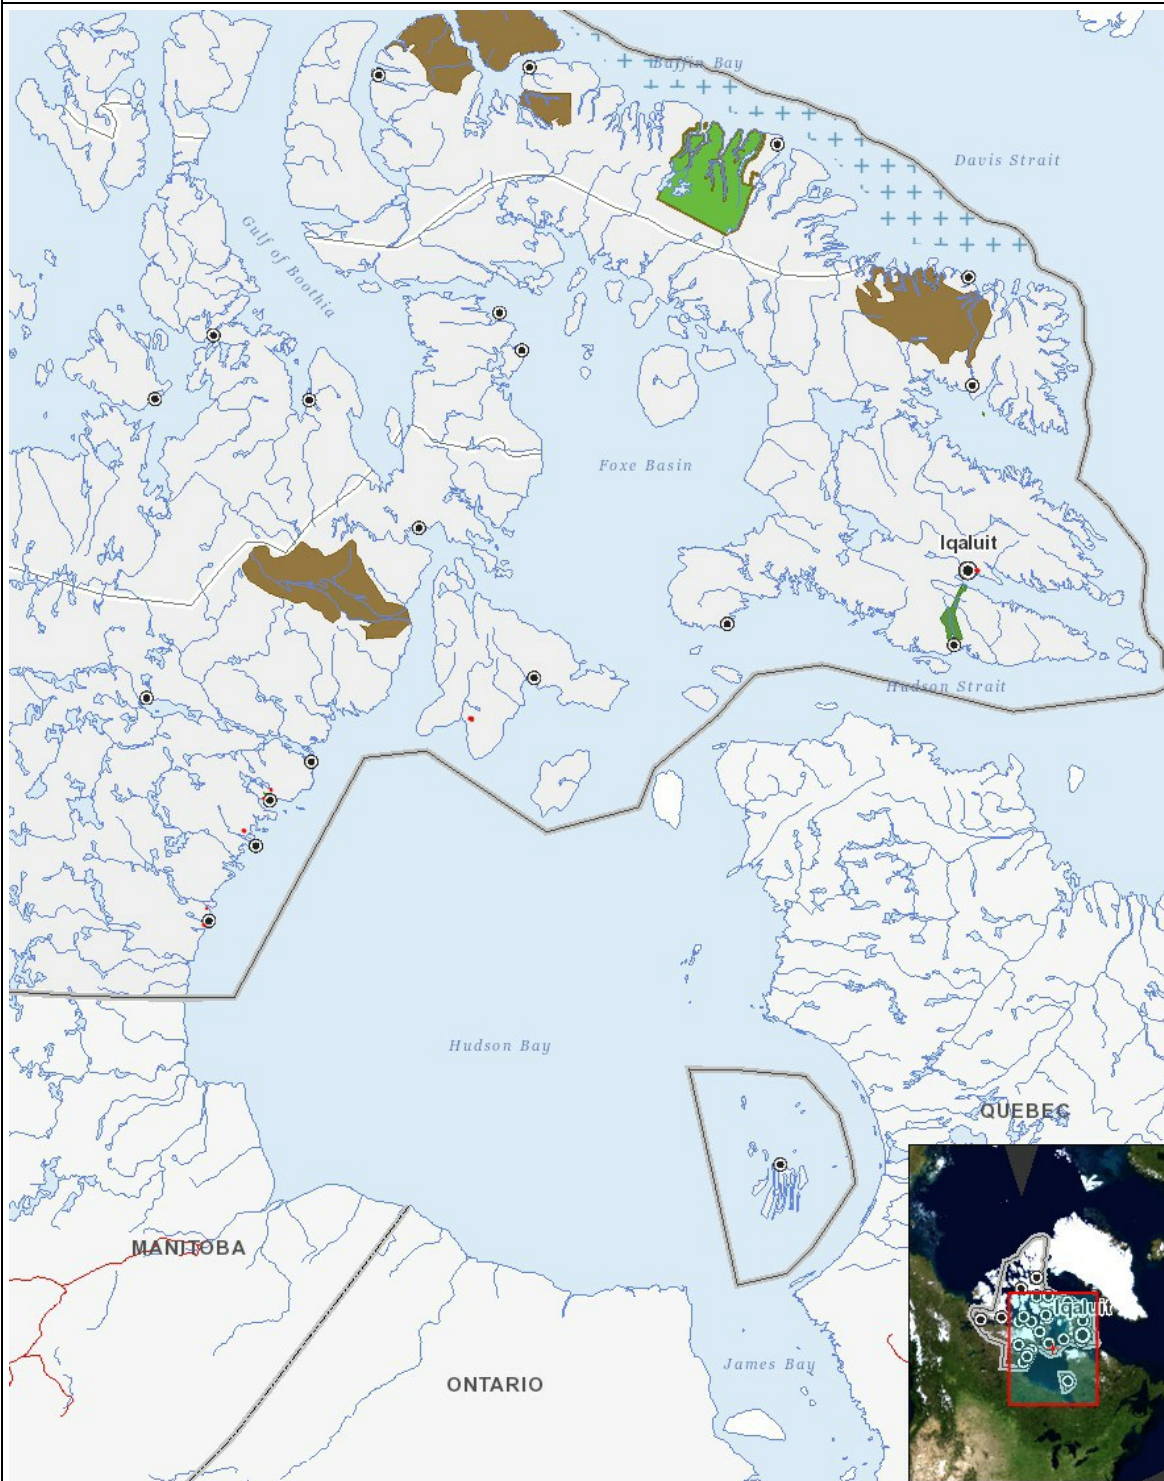 Baffin Bay
Davis Strait
Gulf of Boothia
Foxe Basin
Iqaluit
Hudson Strait
Hudson Bay
QUEBEC
MANITOBA
Iqaluit
James Bay
ONTARIO